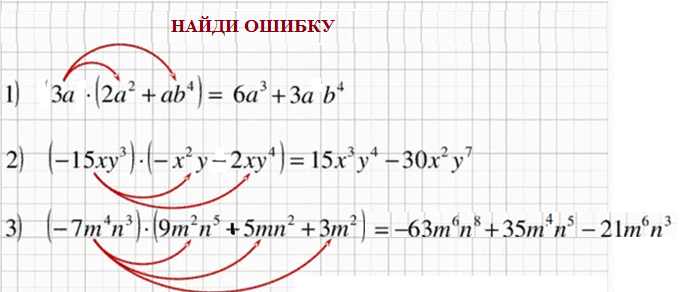 НАЙДИ ОШИБКУ
1) 3a · (2a² + ab⁴) = 6a³ + 3a b⁴
2) (−15xy³) · (−x²y − 2xy⁴) = 15x³y⁴ − 30x²y⁷
3) (−7m⁴n³) · (9m²n⁵ + 5mn² + 3m²) = −63m⁶n⁸ + 35m⁴n⁵ − 21m⁶n³